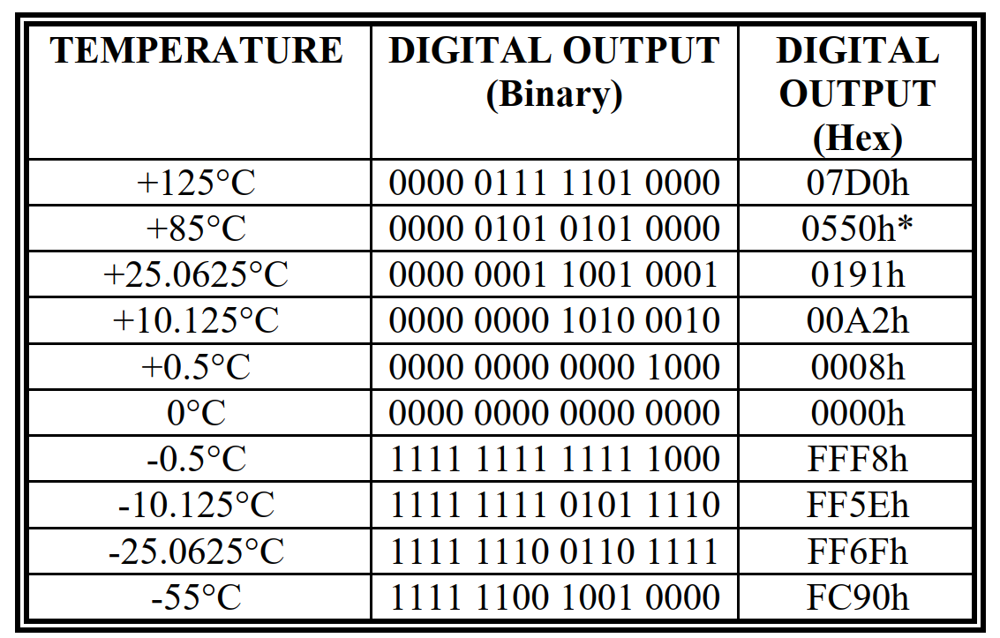 TEMPERATURE DIGITAL OUTPUT (Binary) DIGITAL OUTPUT (Hex)
+125°C 0000 0111 1101 0000 07D0h
+85°C 0000 0101 0101 0000 0550h*
+25.0625°C 0000 0001 1001 0001 0191h
+10.125°C 0000 0000 1010 0010 00A2h
+0.5°C 0000 0000 0000 1000 0008h
0°C 0000 0000 0000 0000 0000h
-0.5°C 1111 1111 1111 1000 FFF8h
-10.125°C 1111 1111 0101 1110 FF5Eh
-25.0625°C 1111 1110 0110 1111 FF6Fh
-55°C 1111 1100 1001 0000 FC90h